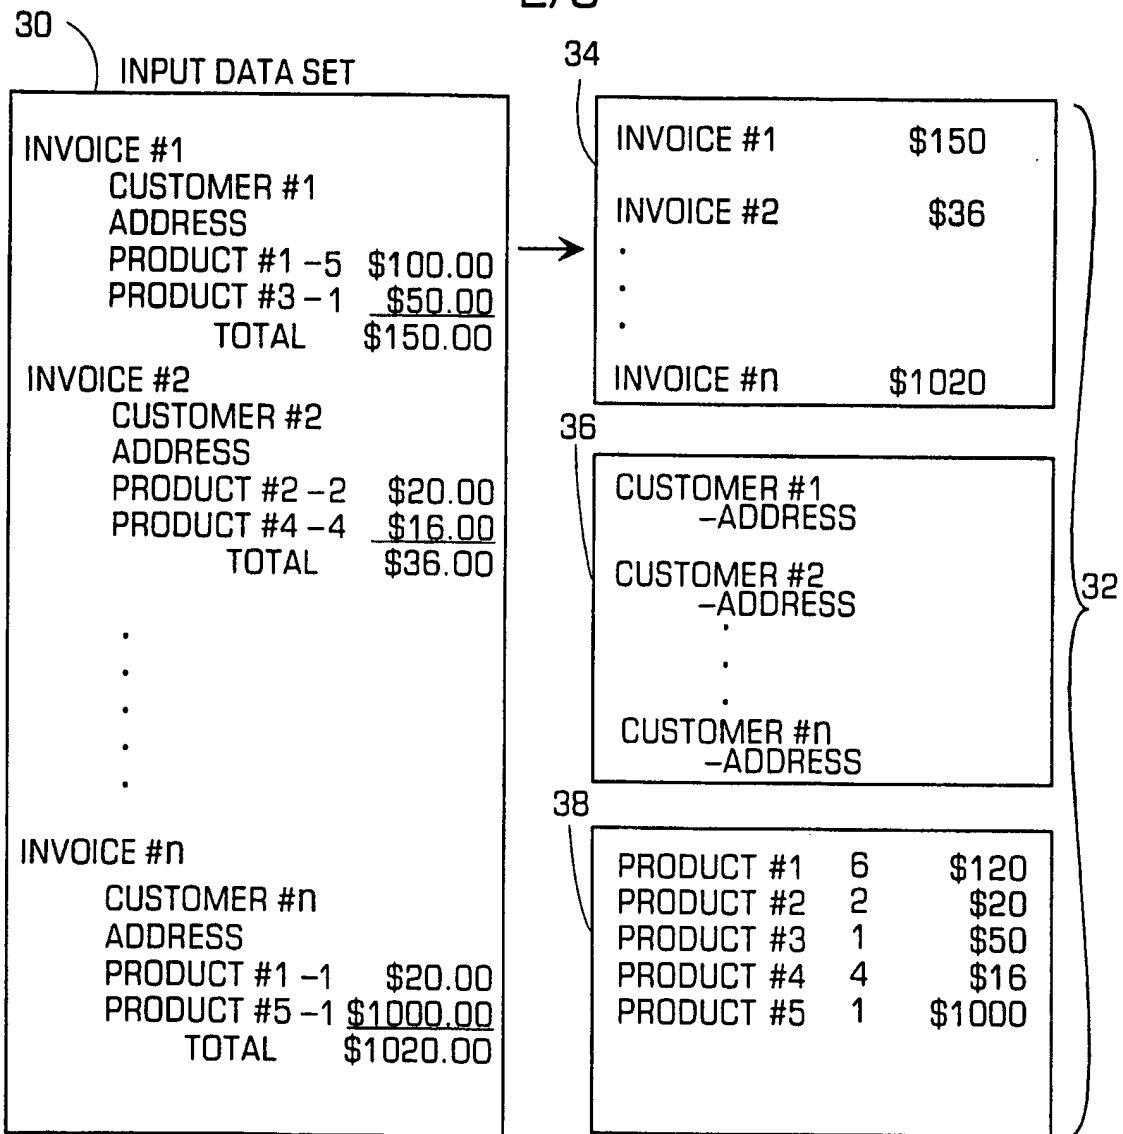 30
INPUT DATA SET
INVOICE #1
CUSTOMER #1
ADDRESS
PRODUCT #1 –5 $100.00
PRODUCT #3 –1 $50.00
TOTAL $150.00
INVOICE #2
CUSTOMER #2
ADDRESS
PRODUCT #2 –2 $20.00
PRODUCT #4 –4 $16.00
TOTAL $36.00
.
.
.
.
.
INVOICE #n
CUSTOMER #n
ADDRESS
PRODUCT #1 –1 $20.00
PRODUCT #5 –1 $1000.00
TOTAL $1020.00
34
INVOICE #1 $150
INVOICE #2 $36
.
.
.
INVOICE #n $1020
36
CUSTOMER #1
–ADDRESS
CUSTOMER #2
–ADDRESS
.
.
.
CUSTOMER #n
–ADDRESS
38
PRODUCT #1 6 $120
PRODUCT #2 2 $20
PRODUCT #3 1 $50
PRODUCT #4 4 $16
PRODUCT #5 1 $1000
32